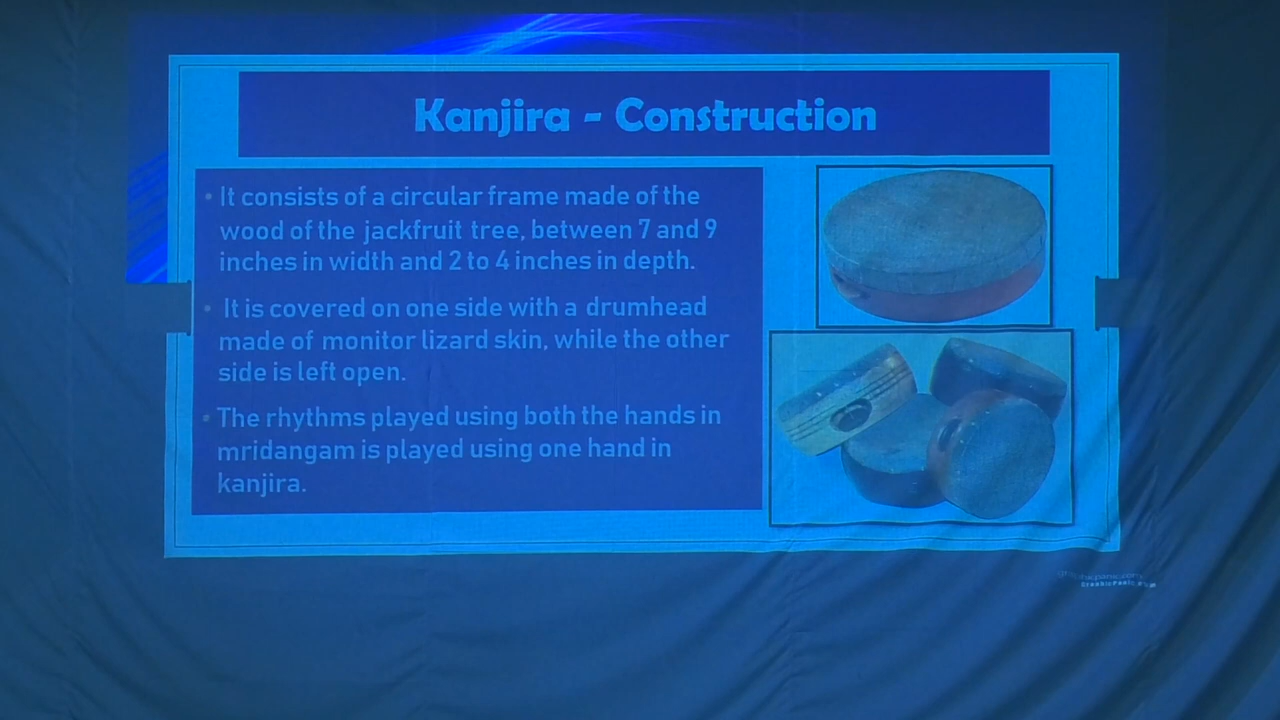 Kanjira - Construction
• It consists of a circular frame made of the
wood of the jackfruit tree, between 7 and 9
inches in width and 2 to 4 inches in depth.
• It is covered on one side with a drumhead
made of monitor lizard skin, while the other
side is left open.
• The rhythms played using both the hands in
mridangam is played using one hand in
kanjira.